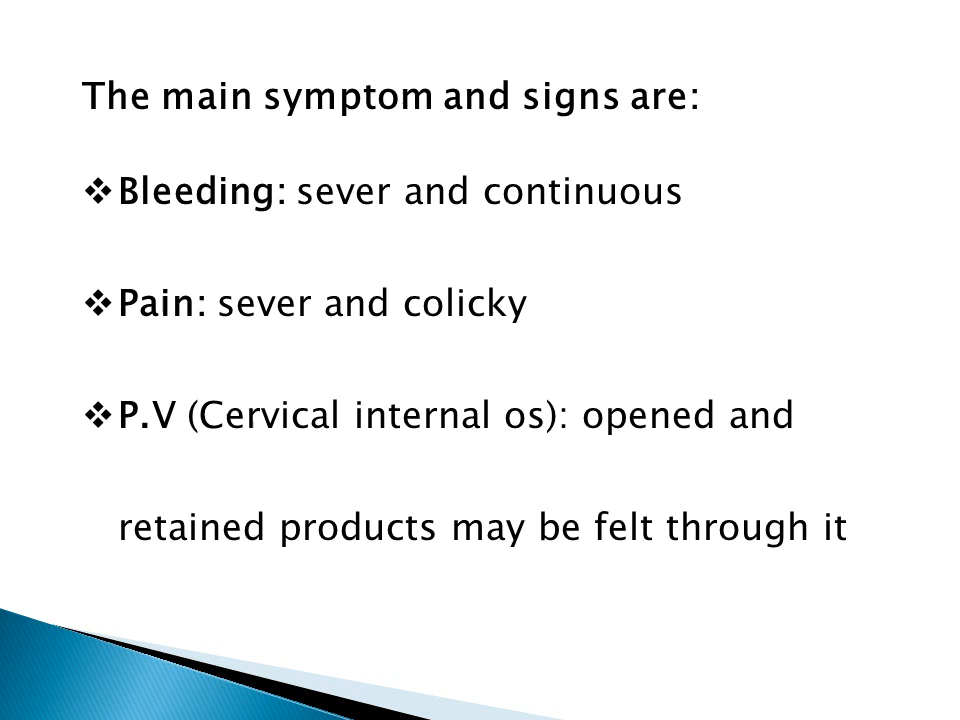 The main symptom and signs are:
❖Bleeding: sever and continuous
❖Pain: sever and colicky
❖P.V (Cervical internal os): opened and
retained products may be felt through it